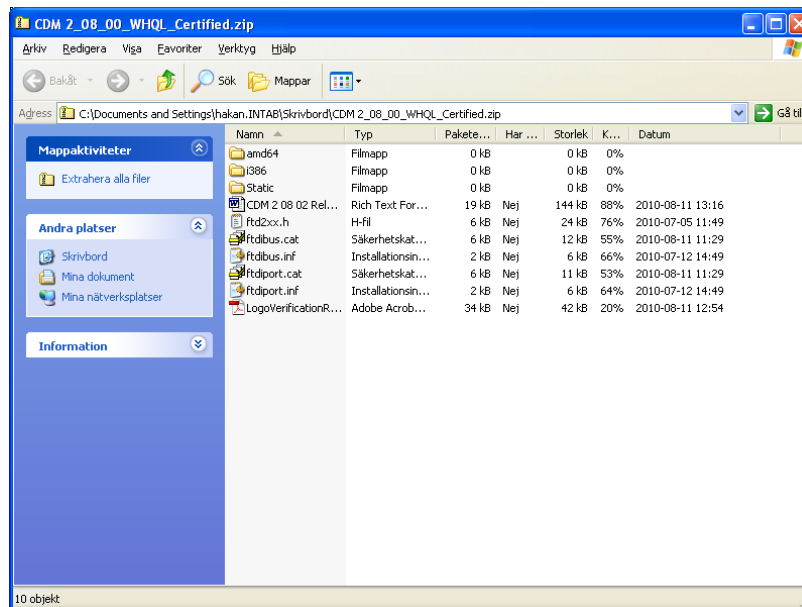 CDM 2_08_00_WHQL_Certified.zip
Arkiv Redigera Visa Favoriter Verktyg Hjälp
Bakåt Sök Mappar
Adress C:\Documents and Settings\hakan.INTAB\Skrivbord\CDM 2_08_00_WHQL_Certified.zip Gå til
Mappaktiviteter
Extrahera alla filer
Andra platser
Skrivbord
Mina dokument
Mina nätverksplatser
Information
Namn Typ Pakete... Har ... Storlek K... Datum
amd64 Filmapp 0 kB 0 kB 0%
i386 Filmapp 0 kB 0 kB 0%
Static Filmapp 0 kB 0 kB 0%
CDM 2 08 02 Rel... Rich Text For... 19 kB Nej 144 kB 88% 2010-08-11 13:16
ftd2xx.h H-fil 6 kB Nej 24 kB 76% 2010-07-05 11:49
ftdibus.cat Säkerhetskat... 6 kB Nej 12 kB 55% 2010-08-11 11:29
ftdibus.inf Installationsin... 2 kB Nej 6 kB 66% 2010-07-12 14:49
ftdiport.cat Säkerhetskat... 6 kB Nej 11 kB 53% 2010-08-11 11:29
ftdiport.inf Installationsin... 2 kB Nej 6 kB 64% 2010-07-12 14:49
LogoVerificationR... Adobe Acrob... 34 kB Nej 42 kB 20% 2010-08-11 12:54
10 objekt